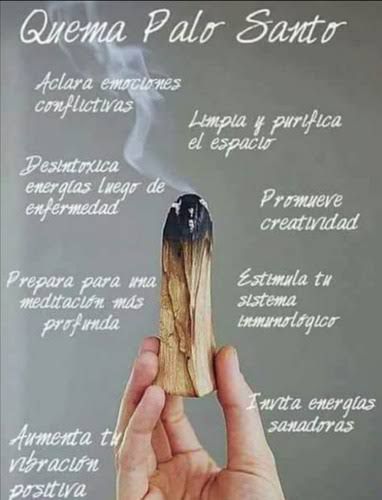 Quema Palo Santo
Aclara emociones
conflictivas
Limpia y purifica
el espacio
Desintoxica
energías luego de
enfermedad
Promueve
creatividad
Prepara para una
meditación más
profunda
Estimula tu
sistema
inmunológico
Invita energías
sanadoras
Aumenta tu
vibración
positiva